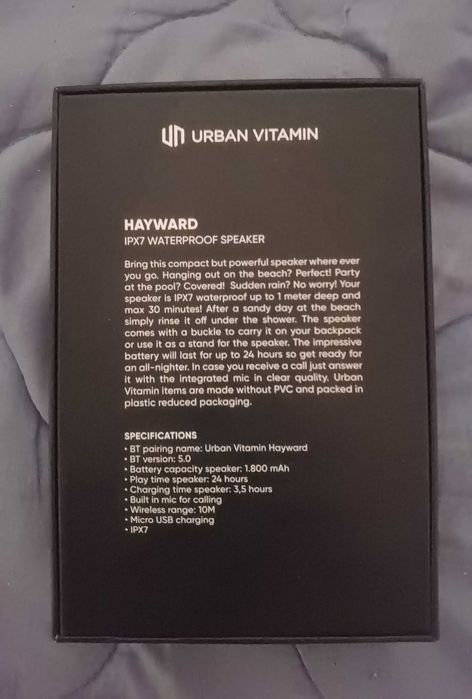 URBAN VITAMIN
HAYWARD
IPX7 WATERPROOF SPEAKER
Bring this compact but powerful speaker where ever
you go. Hanging out on the beach? Perfect! Party
at the pool? Covered! Sudden rain? No worry! Your
speaker is IPX7 waterproof up to 1 meter deep and
max 30 minutes! After a sandy day at the beach
simply rinse it off under the shower. The speaker
comes with a buckle to carry it on your backpack
or use it as a stand for the speaker. The impressive
battery will last for up to 24 hours so get ready for
an all-nighter. In case you receive a call just answer
it with the integrated mic in clear quality. Urban
Vitamin items are made without PVC and packed in
plastic reduced packaging.
SPECIFICATIONS
• BT pairing name: Urban Vitamin Hayward
• BT version: 5.0
• Battery capacity speaker: 1.800 mAh
• Play time speaker: 24 hours
• Charging time speaker: 3,5 hours
• Built in mic for calling
• Wireless range: 10M
• Micro USB charging
• IPX7